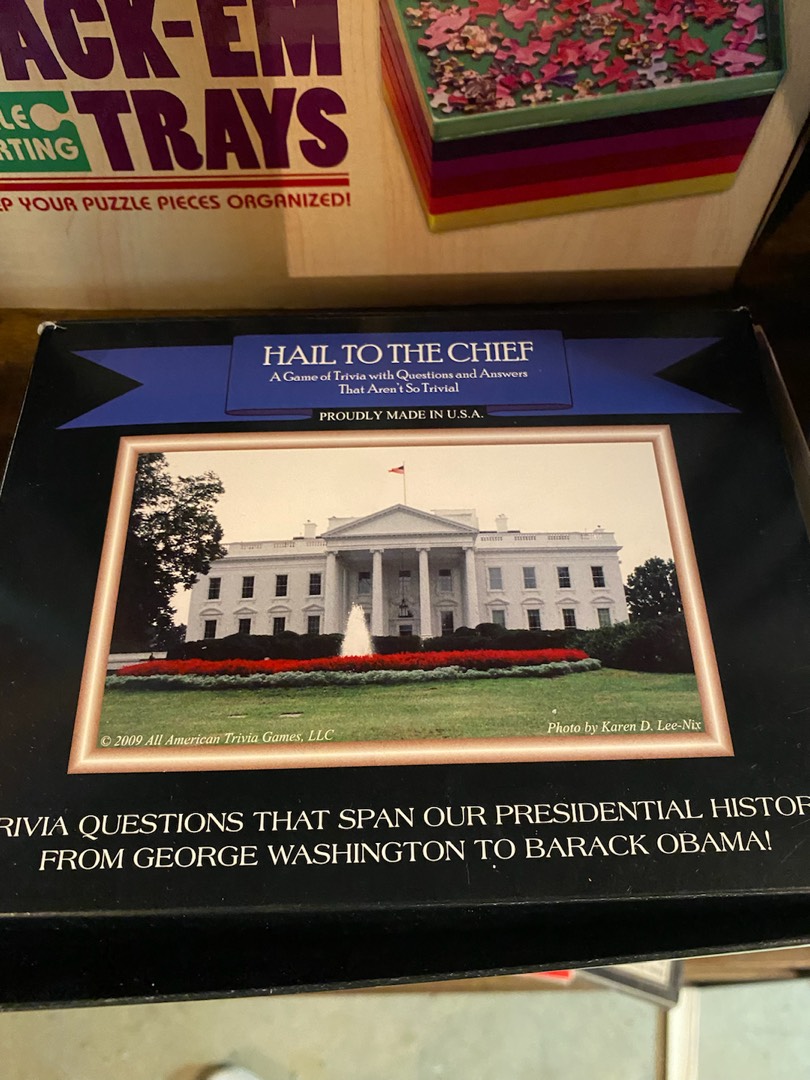 ACK-EM
TRAYS
RTING
P YOUR PUZZLE PIECES ORGANIZED!
HAIL TO THE CHIEF
A Game of Trivia with Questions and Answers
That Aren't So Trivial
PROUDLY MADE IN U.S.A.
© 2009 All American Trivia Games, LLC
Photo by Karen D. Lee-Nix
RIVIA QUESTIONS THAT SPAN OUR PRESIDENTIAL HISTOR
FROM GEORGE WASHINGTON TO BARACK OBAMA!